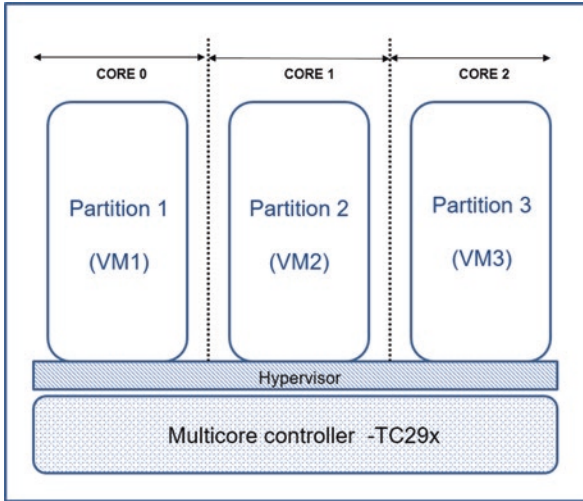 CORE 0 CORE 1 CORE 2
Partition 1
(VM1)
Partition 2
(VM2)
Partition 3
(VM3)
Hypervisor
Multicore controller -TC29x